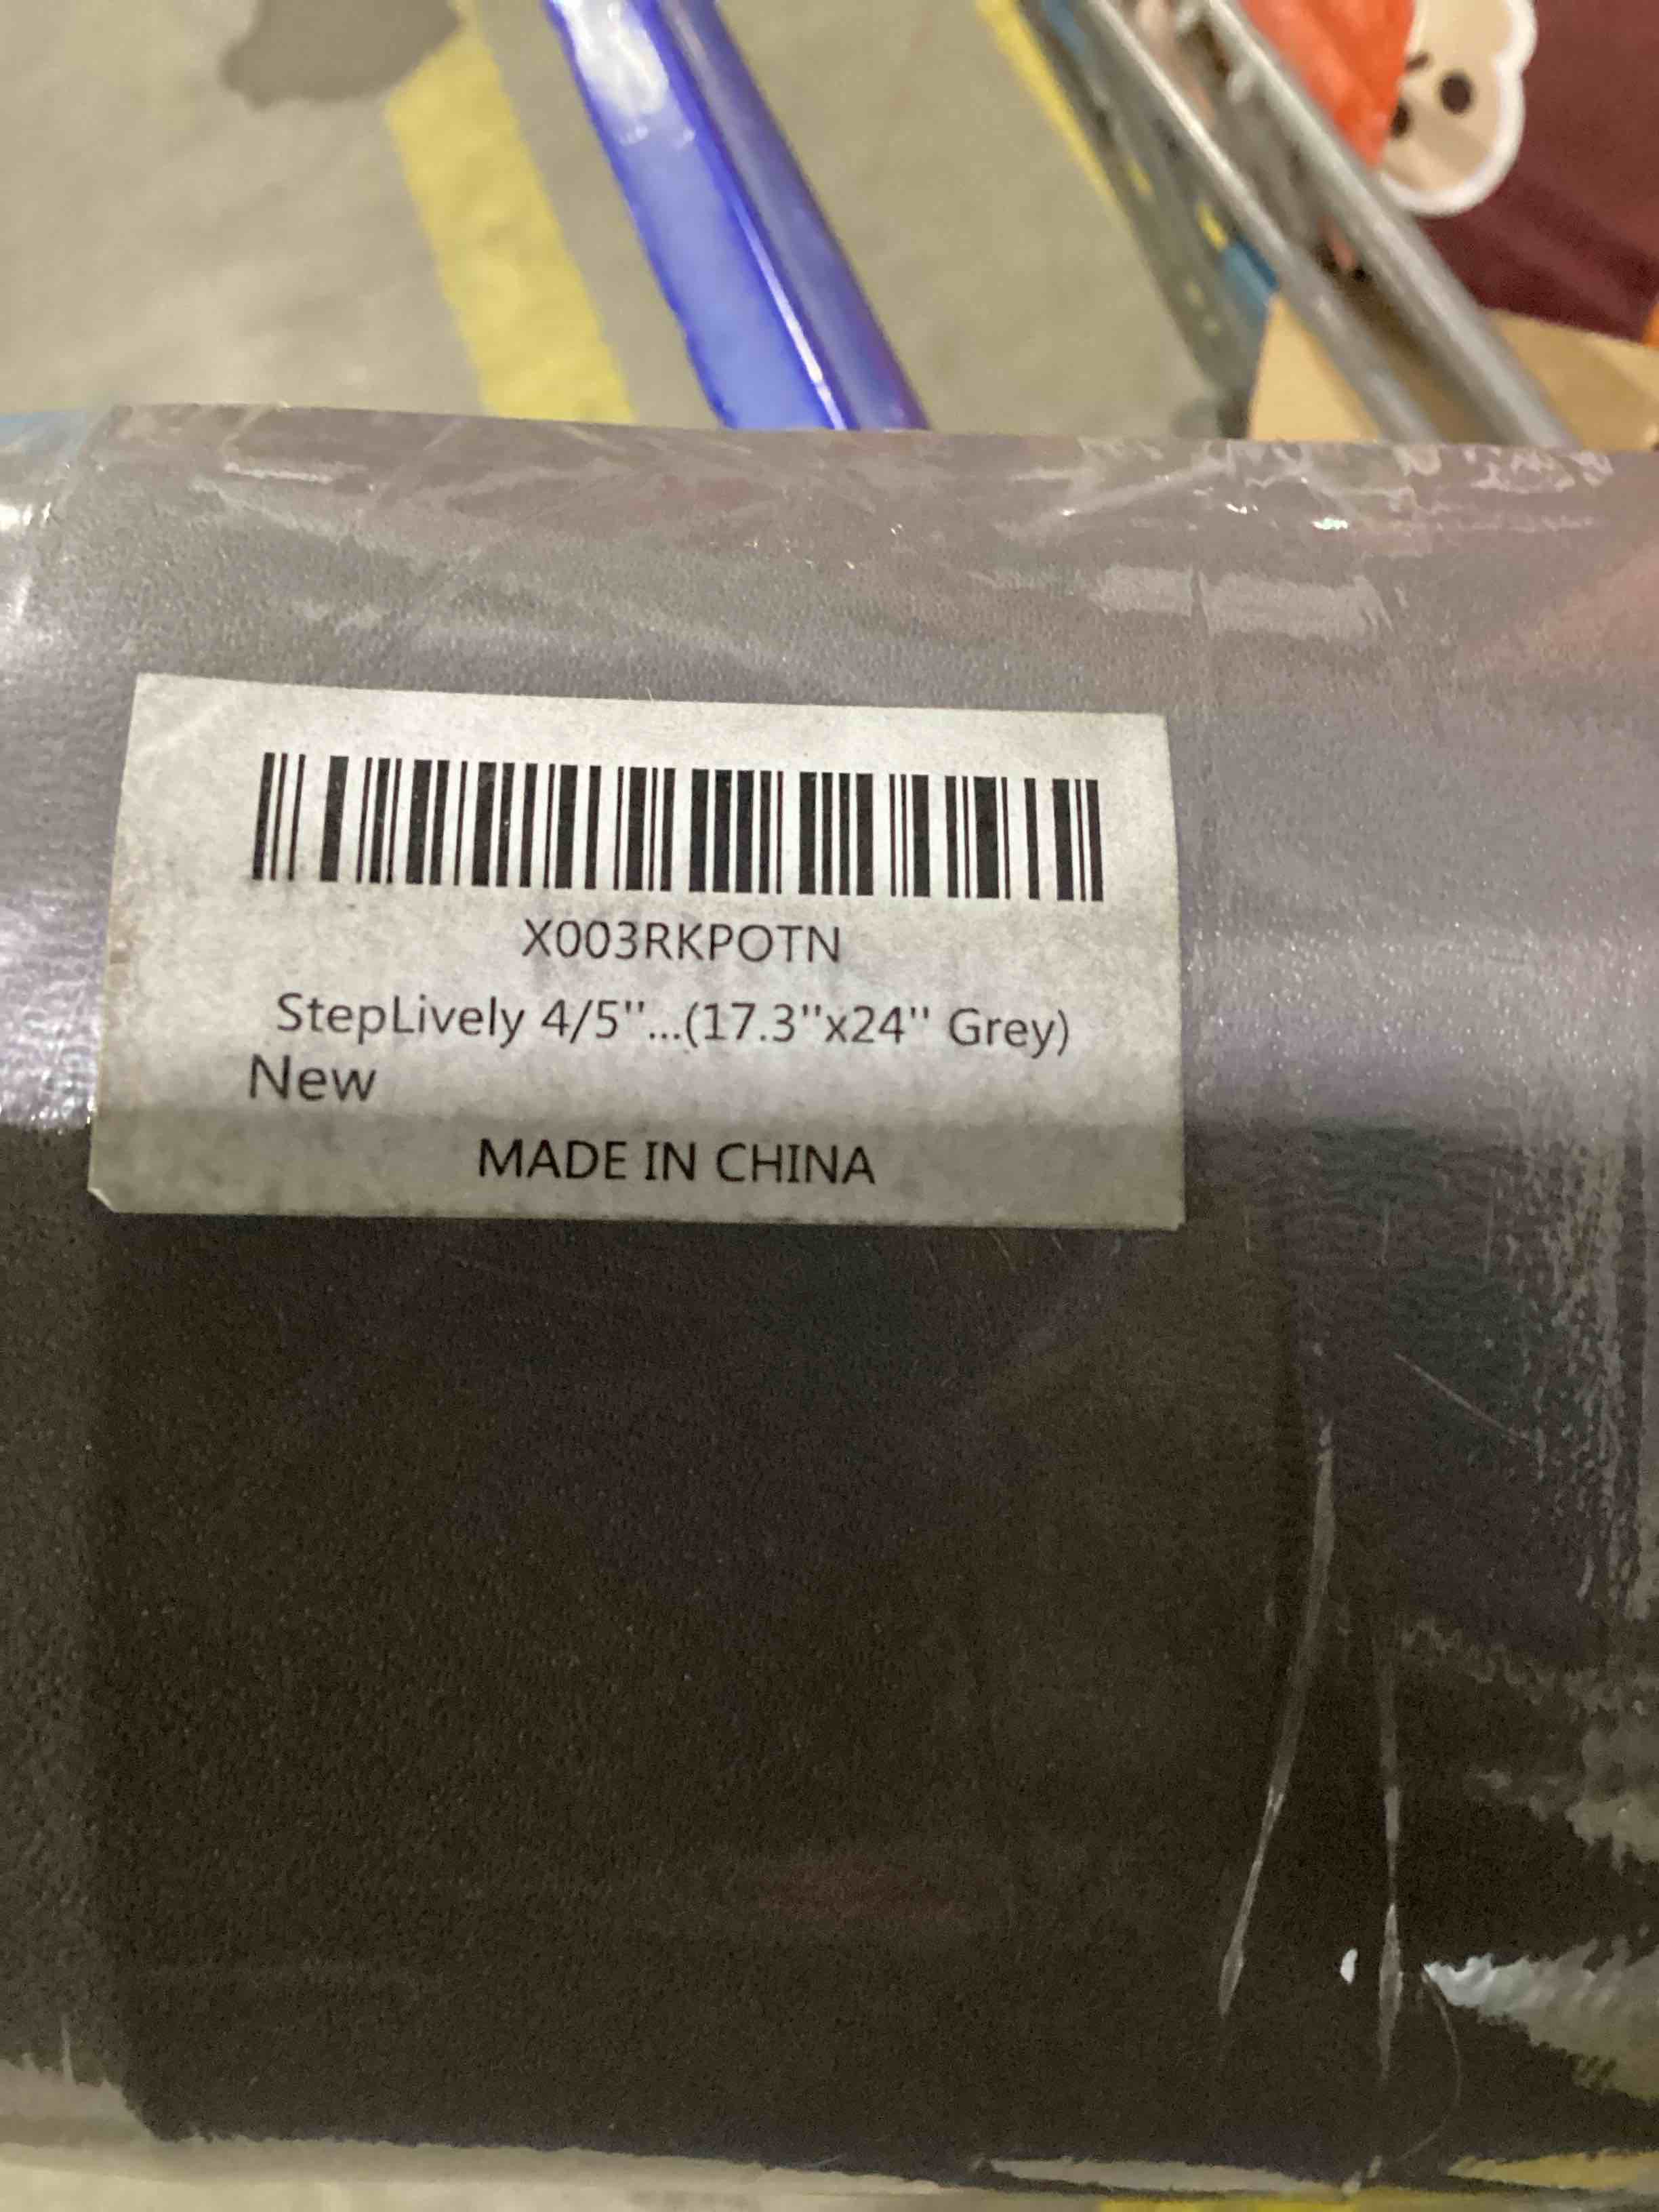 X003RKPOTN
StepLively 4/5''...(17.3''x24'' Grey)
New
MADE IN CHINA